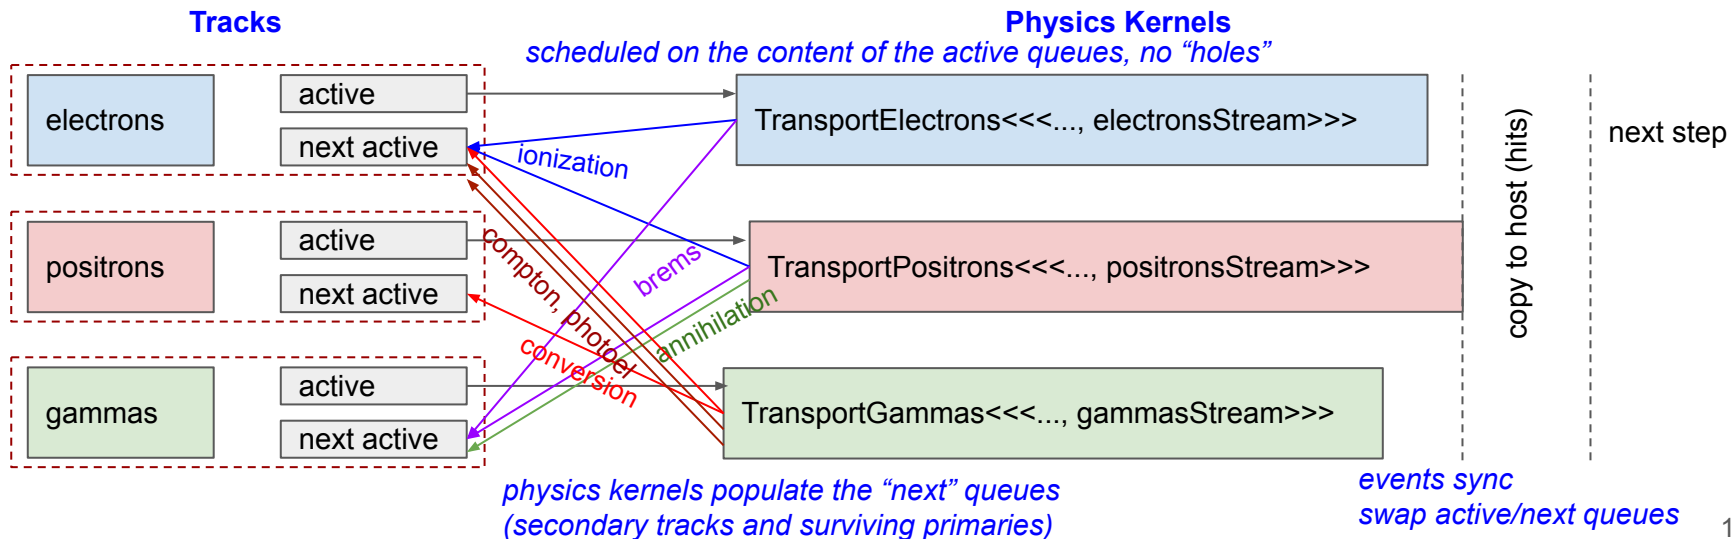 Tracks
Physics Kernels
scheduled on the content of the active queues, no “holes”
electrons
active
next active
TransportElectrons<<<..., electronsStream>>>
ionization
positrons
active
next active
TransportPositrons<<<..., positronsStream>>>
compton, photoel
brems
annihilation
conversion
gammas
active
next active
TransportGammas<<<..., gammasStream>>>
copy to host (hits)
next step
physics kernels populate the “next” queues
(secondary tracks and surviving primaries)
events sync
swap active/next queues
1